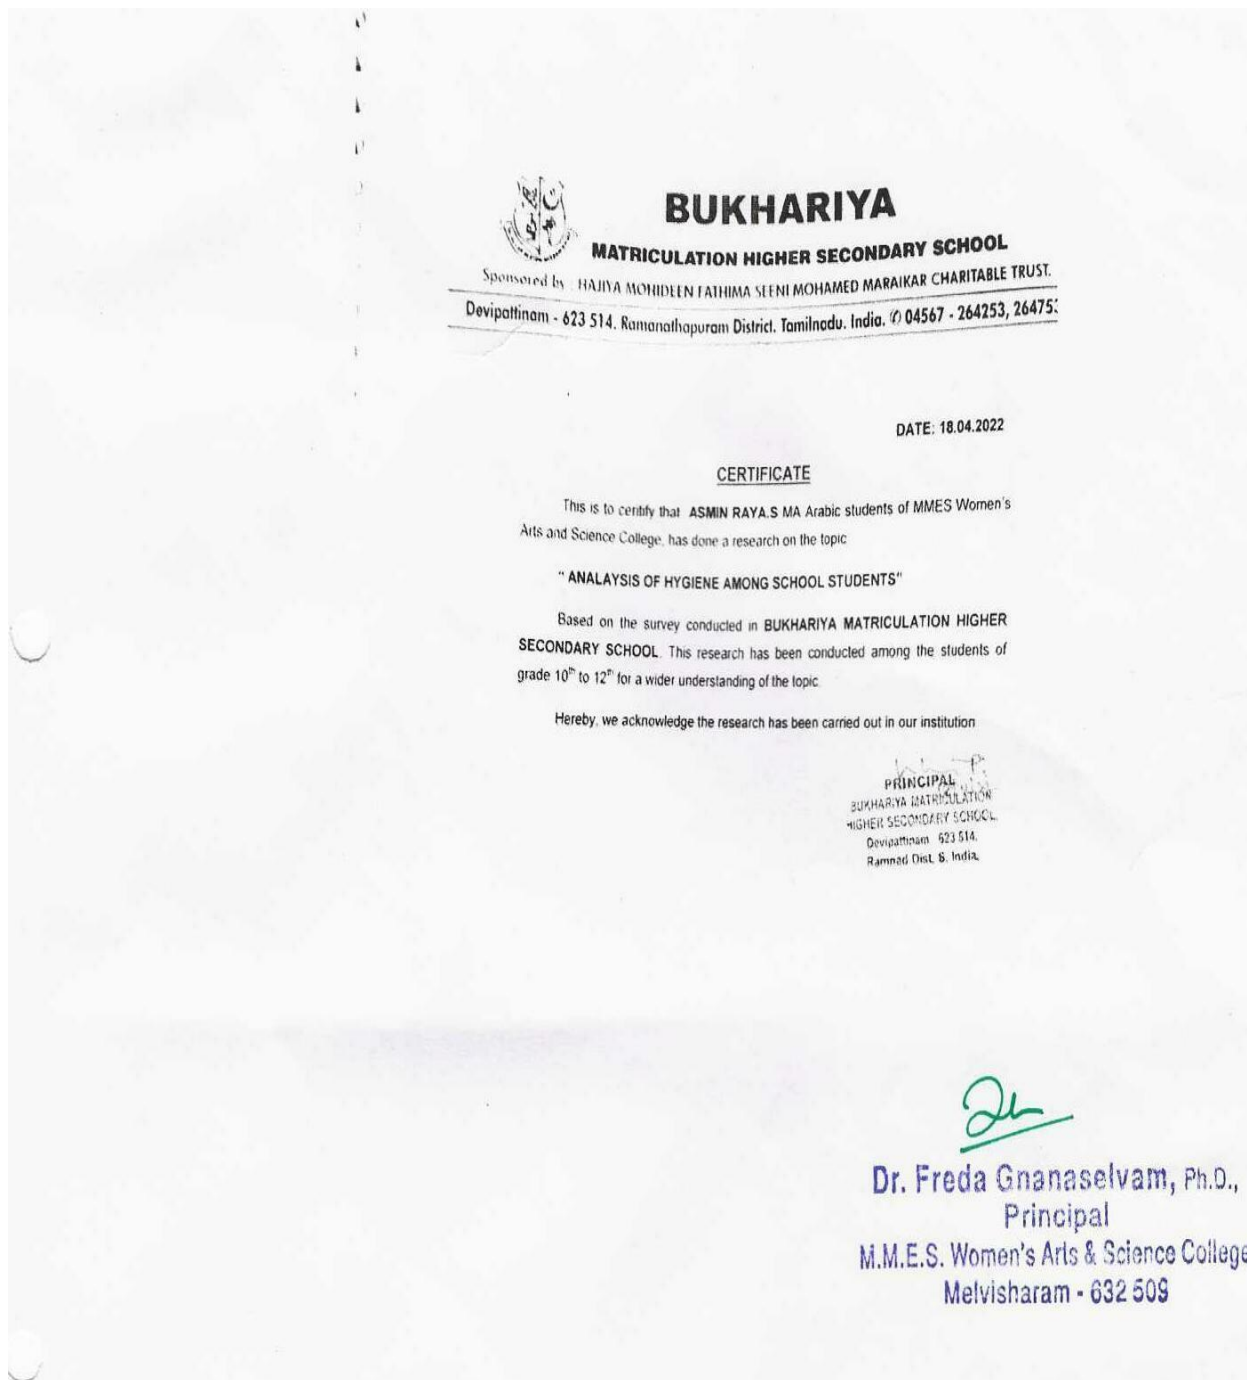 BUKHARIYA
MATRICULATION HIGHER SECONDARY SCHOOL
Sponsored by : HAJIYA MOHIDEEN FATHIMA SEENI MOHAMED MARAIKAR CHARITABLE TRUST.
Devipattinam - 623 514. Ramanathapuram District. Tamilnadu. India. ✆ 04567 - 264253, 26475
DATE: 18.04.2022
CERTIFICATE
This is to certify that ASMIN RAYA.S MA Arabic students of MMES Women's
Arts and Science College, has done a research on the topic
" ANALAYSIS OF HYGIENE AMONG SCHOOL STUDENTS"
Based on the survey conducted in BUKHARIYA MATRICULATION HIGHER
SECONDARY SCHOOL. This research has been conducted among the students of
grade 10th to 12th for a wider understanding of the topic.
Hereby, we acknowledge the research has been carried out in our institution
PRINCIPAL
BUKHARIYA MATRICULATION
HIGHER SECONDARY SCHOOL,
Devipattinam 623 514.
Ramnad Dist. S. India.
Dr. Freda Gnanaselvam, Ph.D.,
Principal
M.M.E.S. Women's Arts & Science College
Melvisharam - 632 509